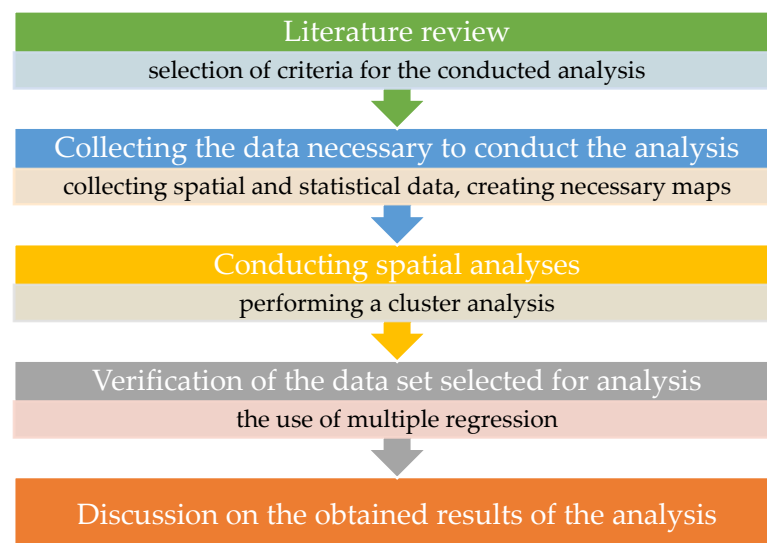 Literature review
selection of criteria for the conducted analysis
Collecting the data necessary to conduct the analysis
collecting spatial and statistical data, creating necessary maps
Conducting spatial analyses
performing a cluster analysis
Verification of the data set selected for analysis
the use of multiple regression
Discussion on the obtained results of the analysis